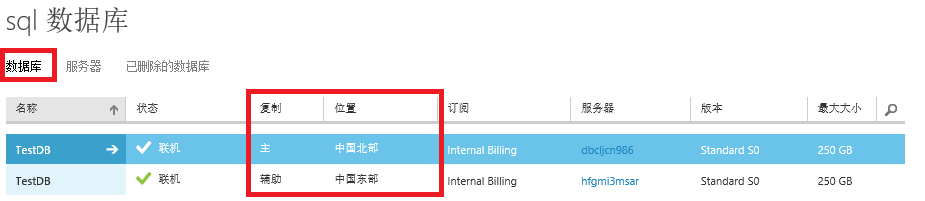 sql 数据库
数据库 服务器 已删除的数据库
名称 状态 复制 位置 订阅 服务器 版本 最大大小
TestDB 联机 主 中国北部 Internal Billing dbcljcn986 Standard S0 250 GB
TestDB 联机 辅助 中国东部 Internal Billing hfgmi3msar Standard S0 250 GB